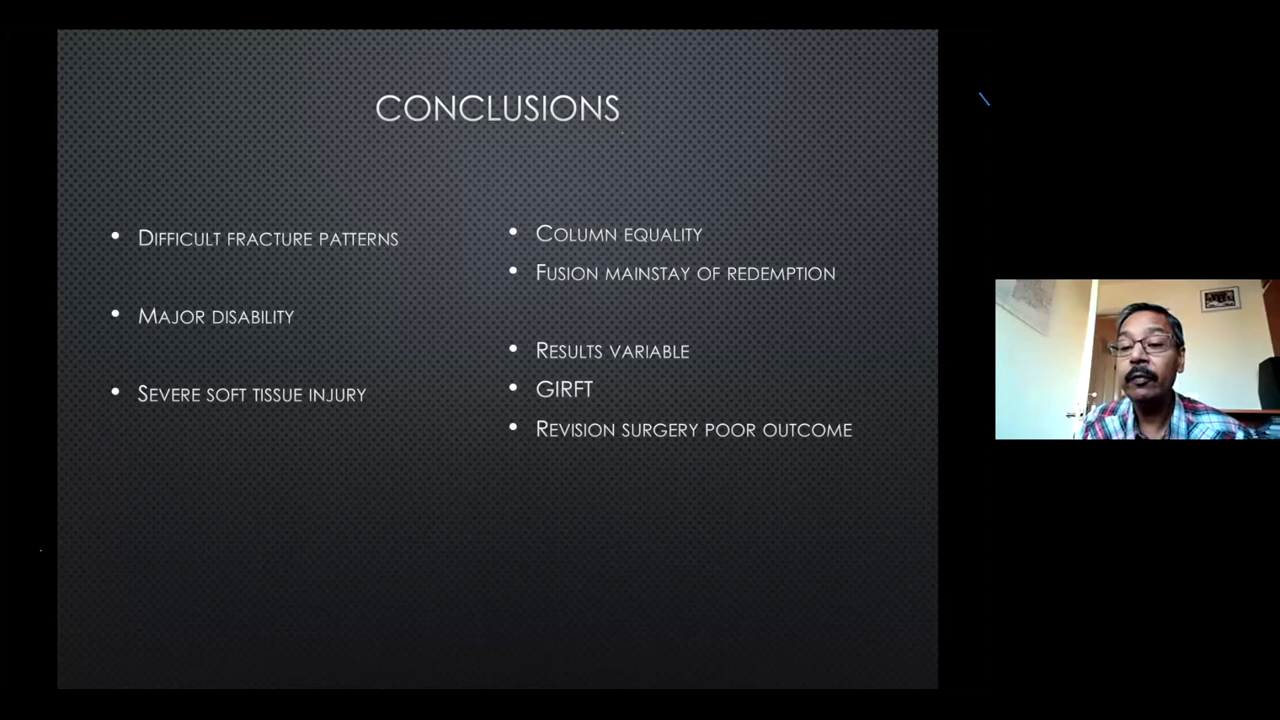 CONCLUSIONS
• DIFFICULT FRACTURE PATTERNS
• MAJOR DISABILITY
• SEVERE SOFT TISSUE INJURY
• COLUMN EQUALITY
• FUSION MAINSTAY OF REDEMPTION
• RESULTS VARIABLE
• GIRFT
• REVISION SURGERY POOR OUTCOME